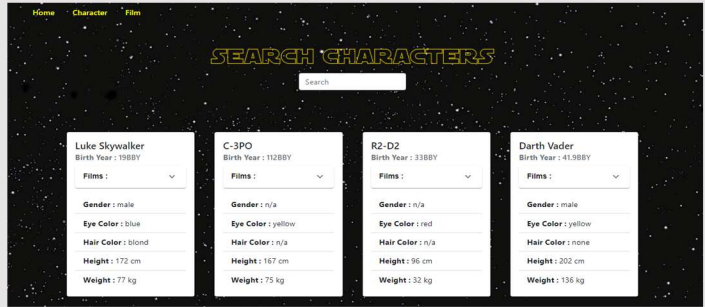 Home Character Film
SEARCH CHARACTERS
Search
Luke Skywalker
Birth Year : 19BBY
Films :
Gender : male
Eye Color : blue
Hair Color : blond
Height : 172 cm
Weight : 77 kg
C-3PO
Birth Year : 112BBY
Films :
Gender : n/a
Eye Color : yellow
Hair Color : n/a
Height : 167 cm
Weight : 75 kg
R2-D2
Birth Year : 33BBY
Films :
Gender : n/a
Eye Color : red
Hair Color : n/a
Height : 96 cm
Weight : 32 kg
Darth Vader
Birth Year : 41.9BBY
Films :
Gender : male
Eye Color : yellow
Hair Color : none
Height : 202 cm
Weight : 136 kg